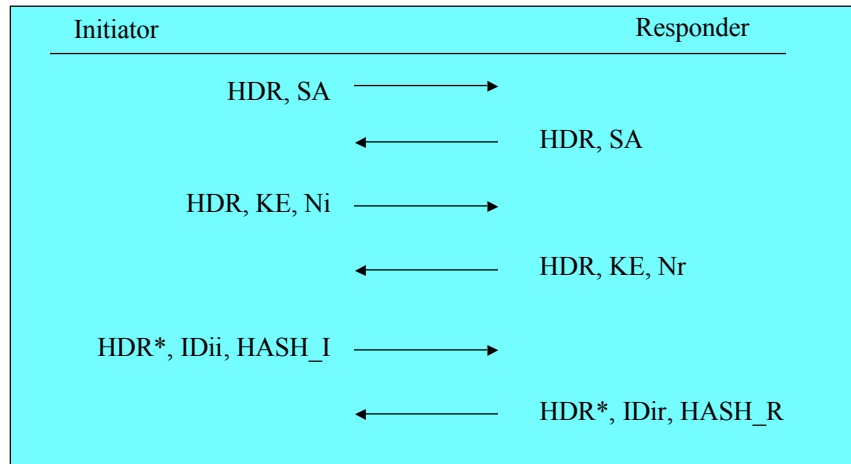 Initiator Responder
HDR, SA
HDR, SA
HDR, KE, Ni
HDR, KE, Nr
HDR*, IDii, HASH_I
HDR*, IDir, HASH_R